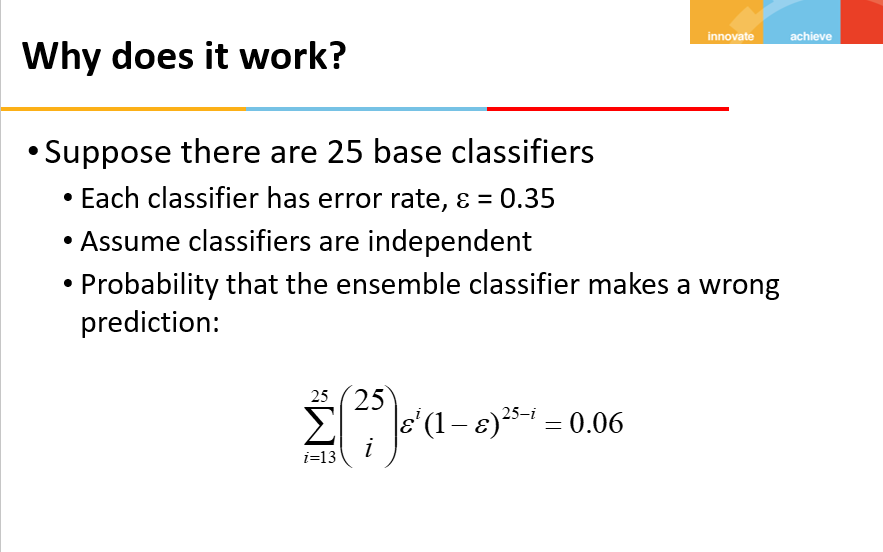 innovate achieve
Why does it work?
• Suppose there are 25 base classifiers
• Each classifier has error rate, ε = 0.35
• Assume classifiers are independent
• Probability that the ensemble classifier makes a wrong
prediction:
$\sum_{i=13}^{25} \binom{25}{i} \varepsilon^{i} (1 - \varepsilon)^{25-i} = 0.06$